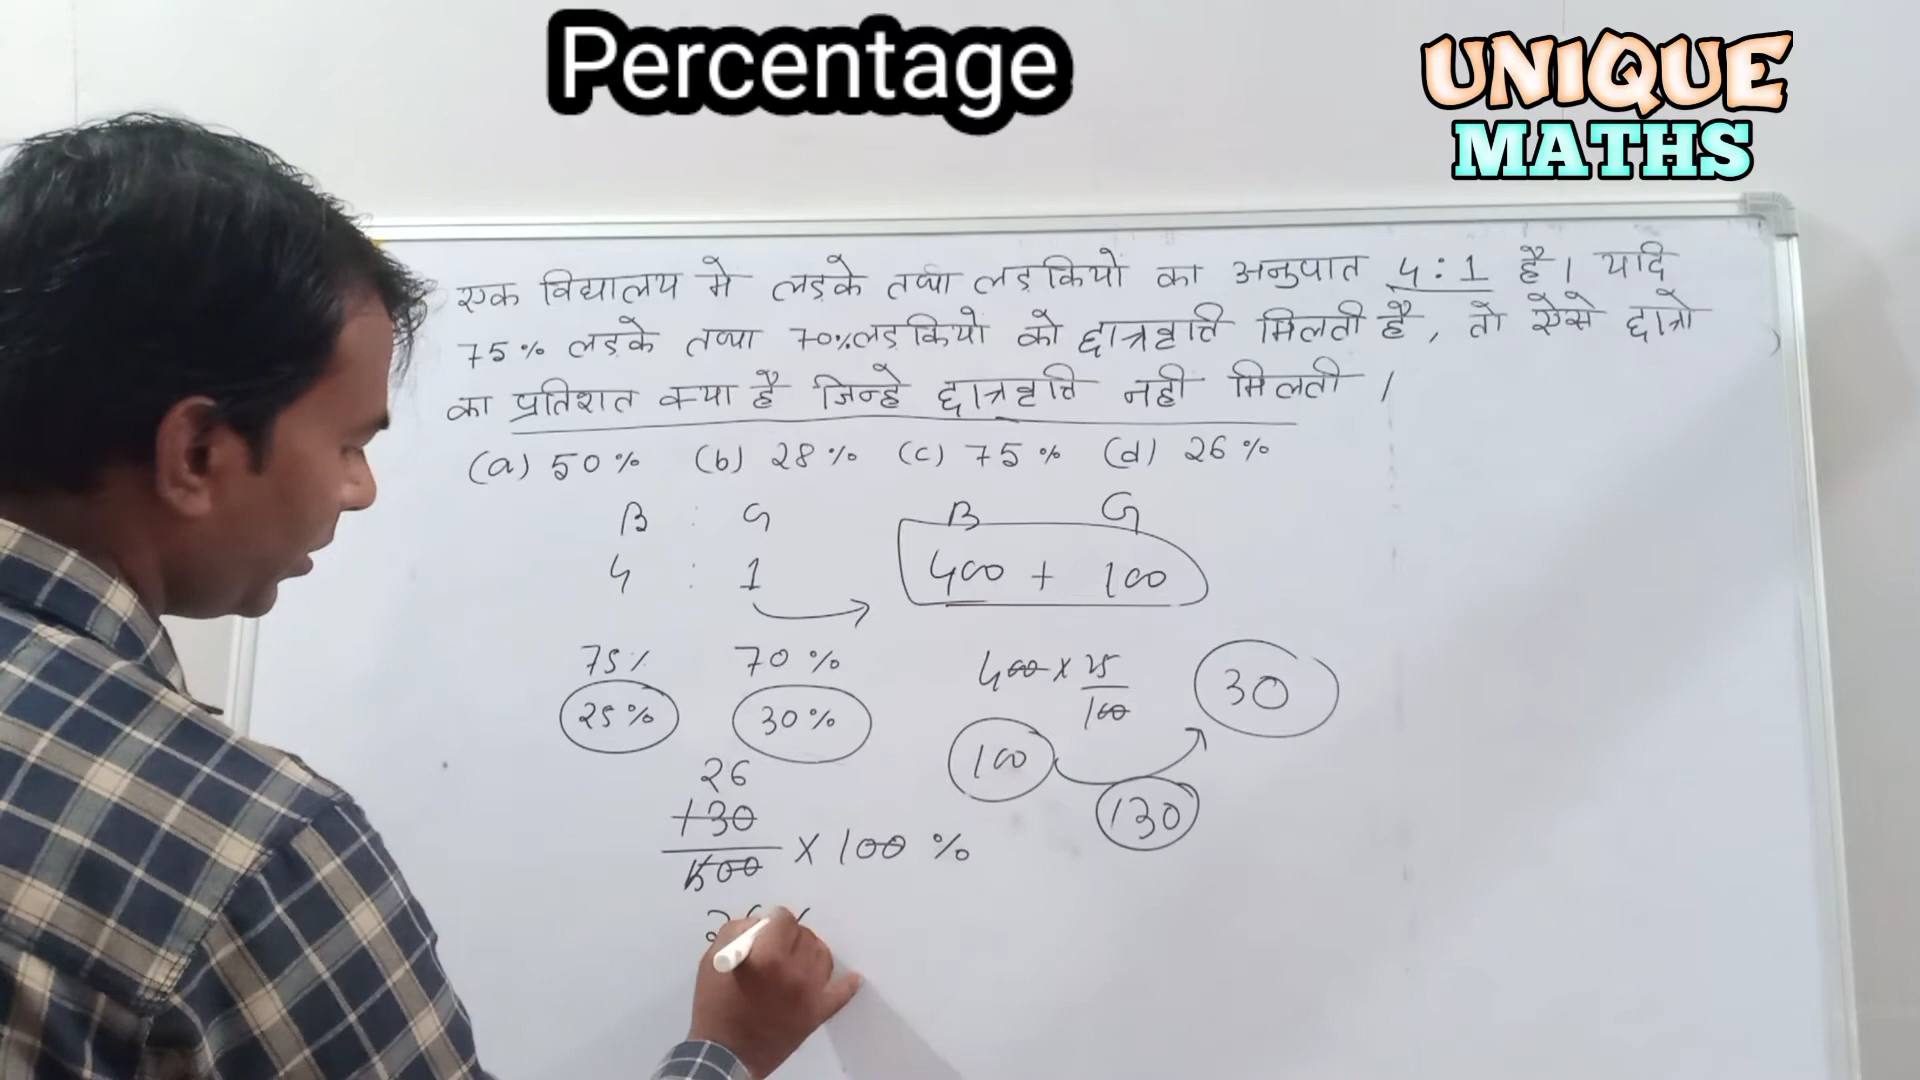 Percentage
UNIQUE
MATHS
एक विद्यालय मे लड़के तथा लड़कियो का अनुपात 4 : 1 है। यदि
75% लड़के तथा 70% लड़कियो को छात्रवृत्ति मिलती है, तो ऐसे छात्रो
का प्रतिशत क्या है जिन्हे छात्रवृत्ति नही मिलती।
(a) 50% (b) 28% (c) 75% (d) 26%
B : G B G
4 : 1 400 + 100
75% 70% 400 × 25/100 30
25% 30%
26 100
130 130
500 × 100 %
26%